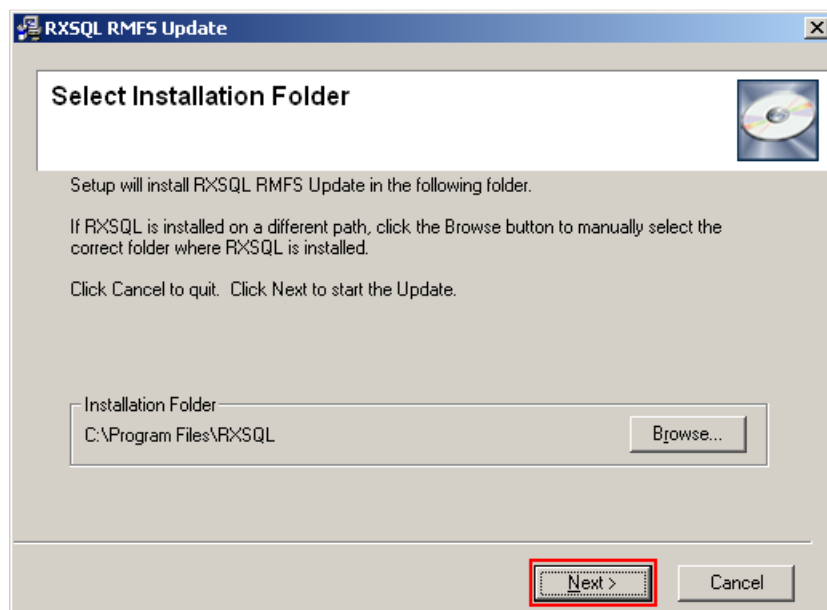 RXSQL RMFS Update
Select Installation Folder
Setup will install RXSQL RMFS Update in the following folder.
If RXSQL is installed on a different path, click the Browse button to manually select the
correct folder where RXSQL is installed.
Click Cancel to quit.  Click Next to start the Update.
Installation Folder
C:\Program Files\RXSQL
Browse...
Next >
Cancel